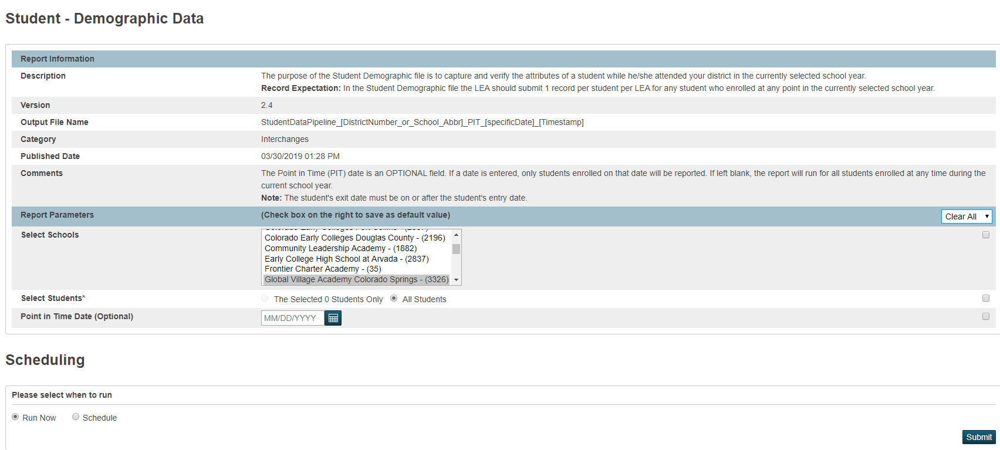 Student - Demographic Data
Report Information
Description
The purpose of the Student Demographic file is to capture and verify the attributes of a student while he/she attended your district in the currently selected school year.
Record Expectation: In the Student Demographic file the LEA should submit 1 record per student per LEA for any student who enrolled at any point in the currently selected school year.
Version
2.4
Output File Name
StudentDataPipeline_[DistrictNumber_or_School_Abbr]_PIT_[specificDate]_[Timestamp]
Category
Interchanges
Published Date
03/30/2019 01:28 PM
Comments
The Point in Time (PIT) date is an OPTIONAL field. If a date is entered, only students enrolled on that date will be reported. If left blank, the report will run for all students enrolled at any time during the
current school year.
Note: The student's exit date must be on or after the student's entry date.
Report Parameters
(Check box on the right to save as default value)
Clear All
Select Schools
Colorado Early Colleges Douglas County - (2196)
Community Leadership Academy - (1882)
Early College High School at Arvada - (2837)
Frontier Charter Academy - (35)
Global Village Academy Colorado Springs - (3326)
Select Students*
The Selected 0 Students Only
All Students
Point in Time Date (Optional)
MM/DD/YYYY
Scheduling
Please select when to run
Run Now
Schedule
Submit